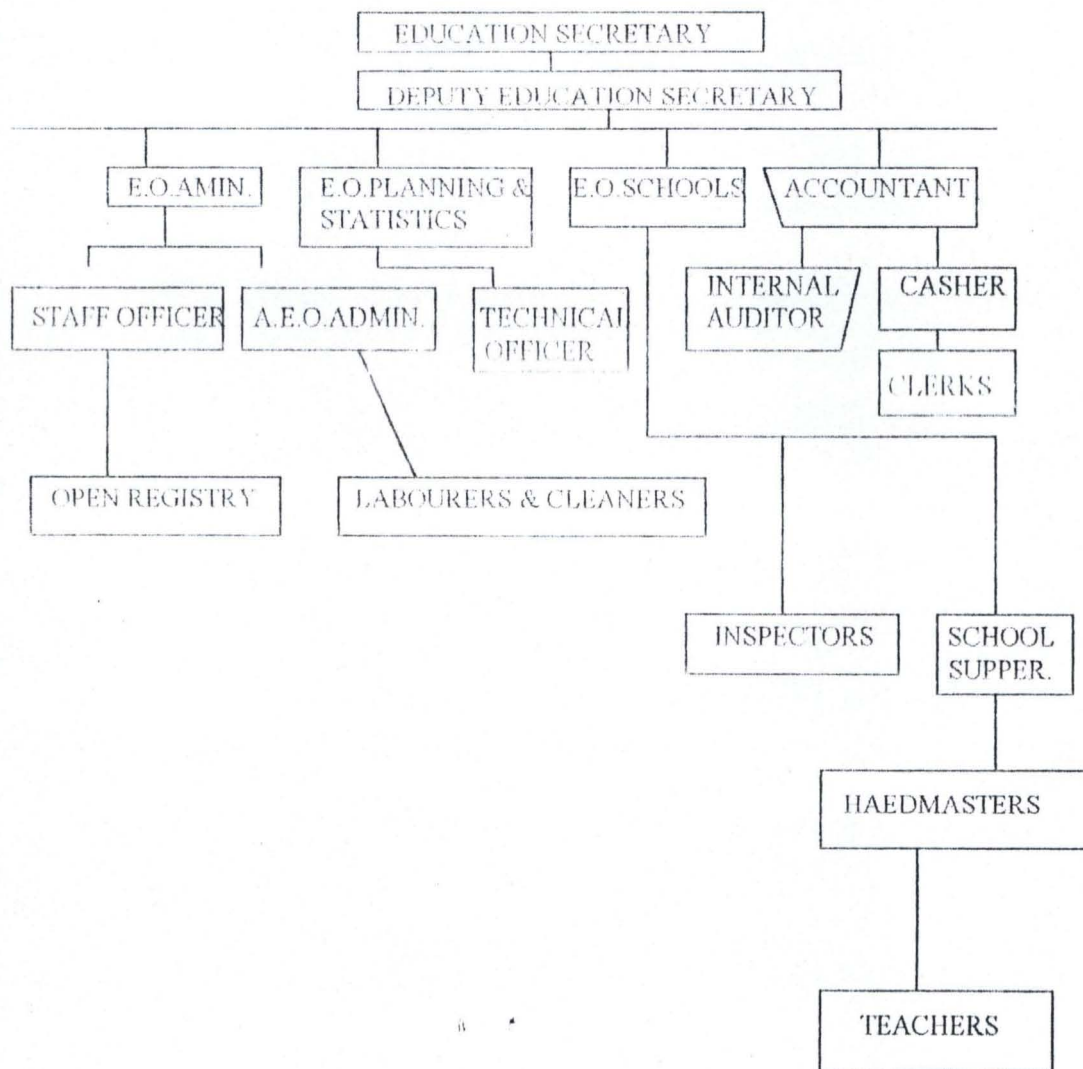 EDUCATION SECRETARY
DEPUTY EDUCATION SECRETARY
E.O.AMIN.
E.O.PLANNING &
STATISTICS
E.O.SCHOOLS
ACCOUNTANT
STAFF OFFICER
A.E.O.ADMIN.
TECHNICAL
OFFICER
INTERNAL
AUDITOR
CASHER
CLERKS
OPEN REGISTRY
LABOURERS & CLEANERS
INSPECTORS
SCHOOL
SUPPER.
HAEDMASTERS
TEACHERS